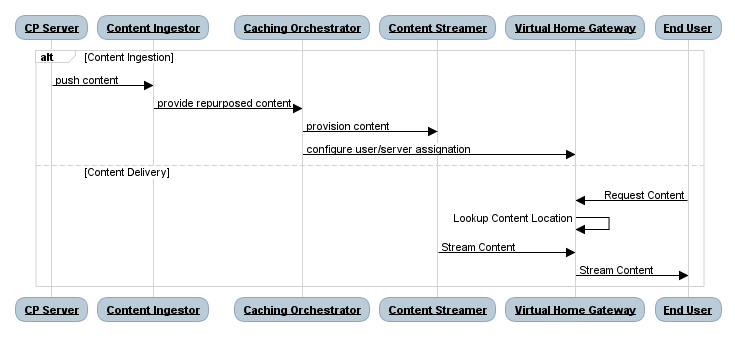 CP Server Content Ingestor Caching Orchestrator Content Streamer Virtual Home Gateway End User
alt [Content Ingestion]
push content
provide repurposed content
provision content
configure user/server assignation
[Content Delivery]
Request Content
Lookup Content Location
Stream Content
Stream Content
CP Server Content Ingestor Caching Orchestrator Content Streamer Virtual Home Gateway End User